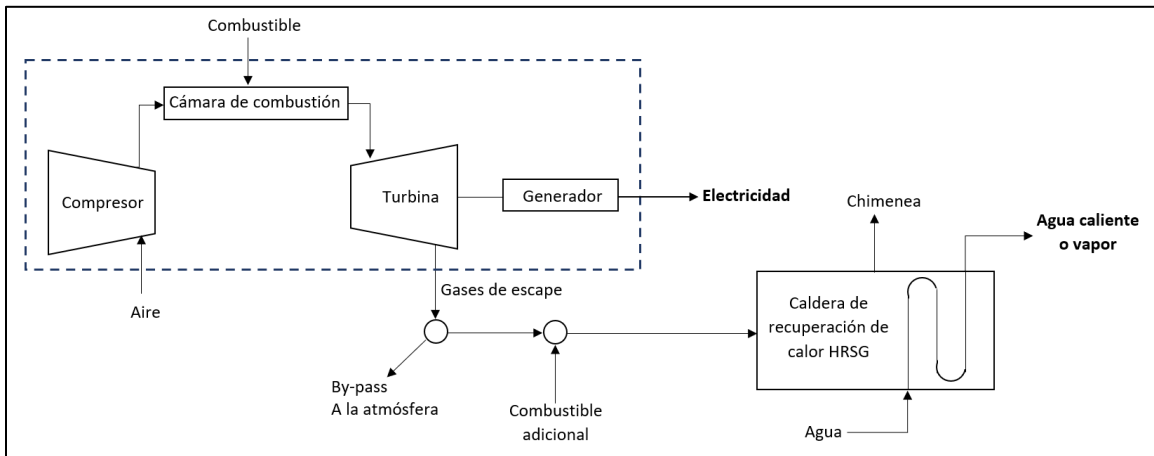 Combustible
Cámara de combustión
Compresor
Turbina
Generador
Electricidad
Chimenea
Agua caliente
o vapor
Aire
Gases de escape
Caldera de
recuperación de
calor HRSG
By-pass
A la atmósfera
Combustible
adicional
Agua